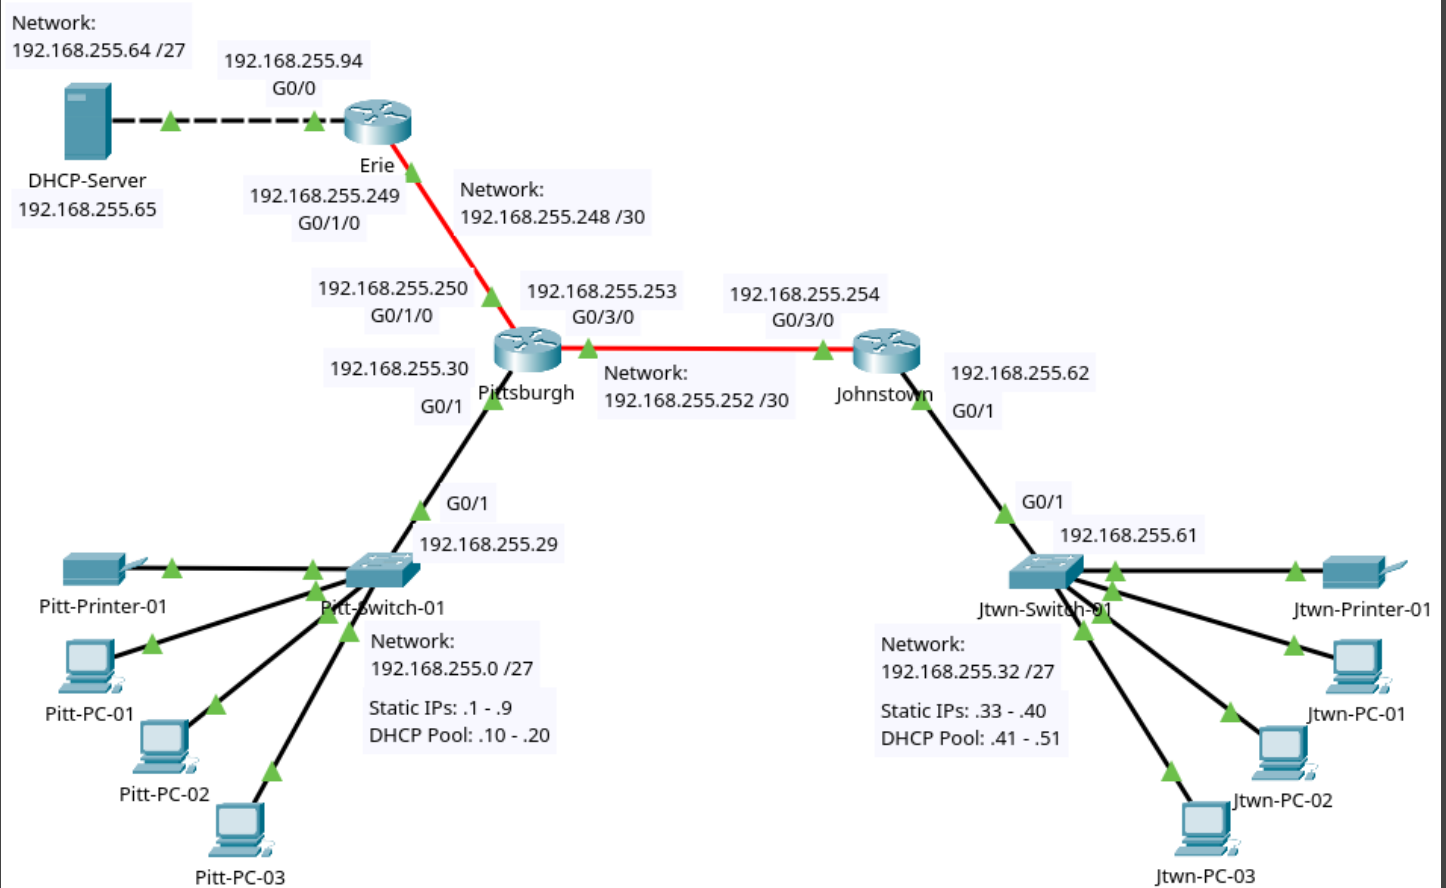 Network:
192.168.255.64 /27
192.168.255.94
G0/0
Erie
DHCP-Server
192.168.255.65
192.168.255.249
G0/1/0
Network:
192.168.255.248 /30
192.168.255.250
G0/1/0
192.168.255.253
G0/3/0
192.168.255.254
G0/3/0
192.168.255.30
G0/1
Pittsburgh
Network:
192.168.255.252 /30
Johnstown
192.168.255.62
G0/1
G0/1
192.168.255.29
G0/1
192.168.255.61
Pitt-Printer-01
Pitt-Switch-01
Jtwn-Switch-01
Jtwn-Printer-01
Network:
192.168.255.0 /27
Static IPs: .1 - .9
DHCP Pool: .10 - .20
Network:
192.168.255.32 /27
Static IPs: .33 - .40
DHCP Pool: .41 - .51
Pitt-PC-01
Jtwn-PC-01
Pitt-PC-02
Jtwn-PC-02
Pitt-PC-03
Jtwn-PC-03